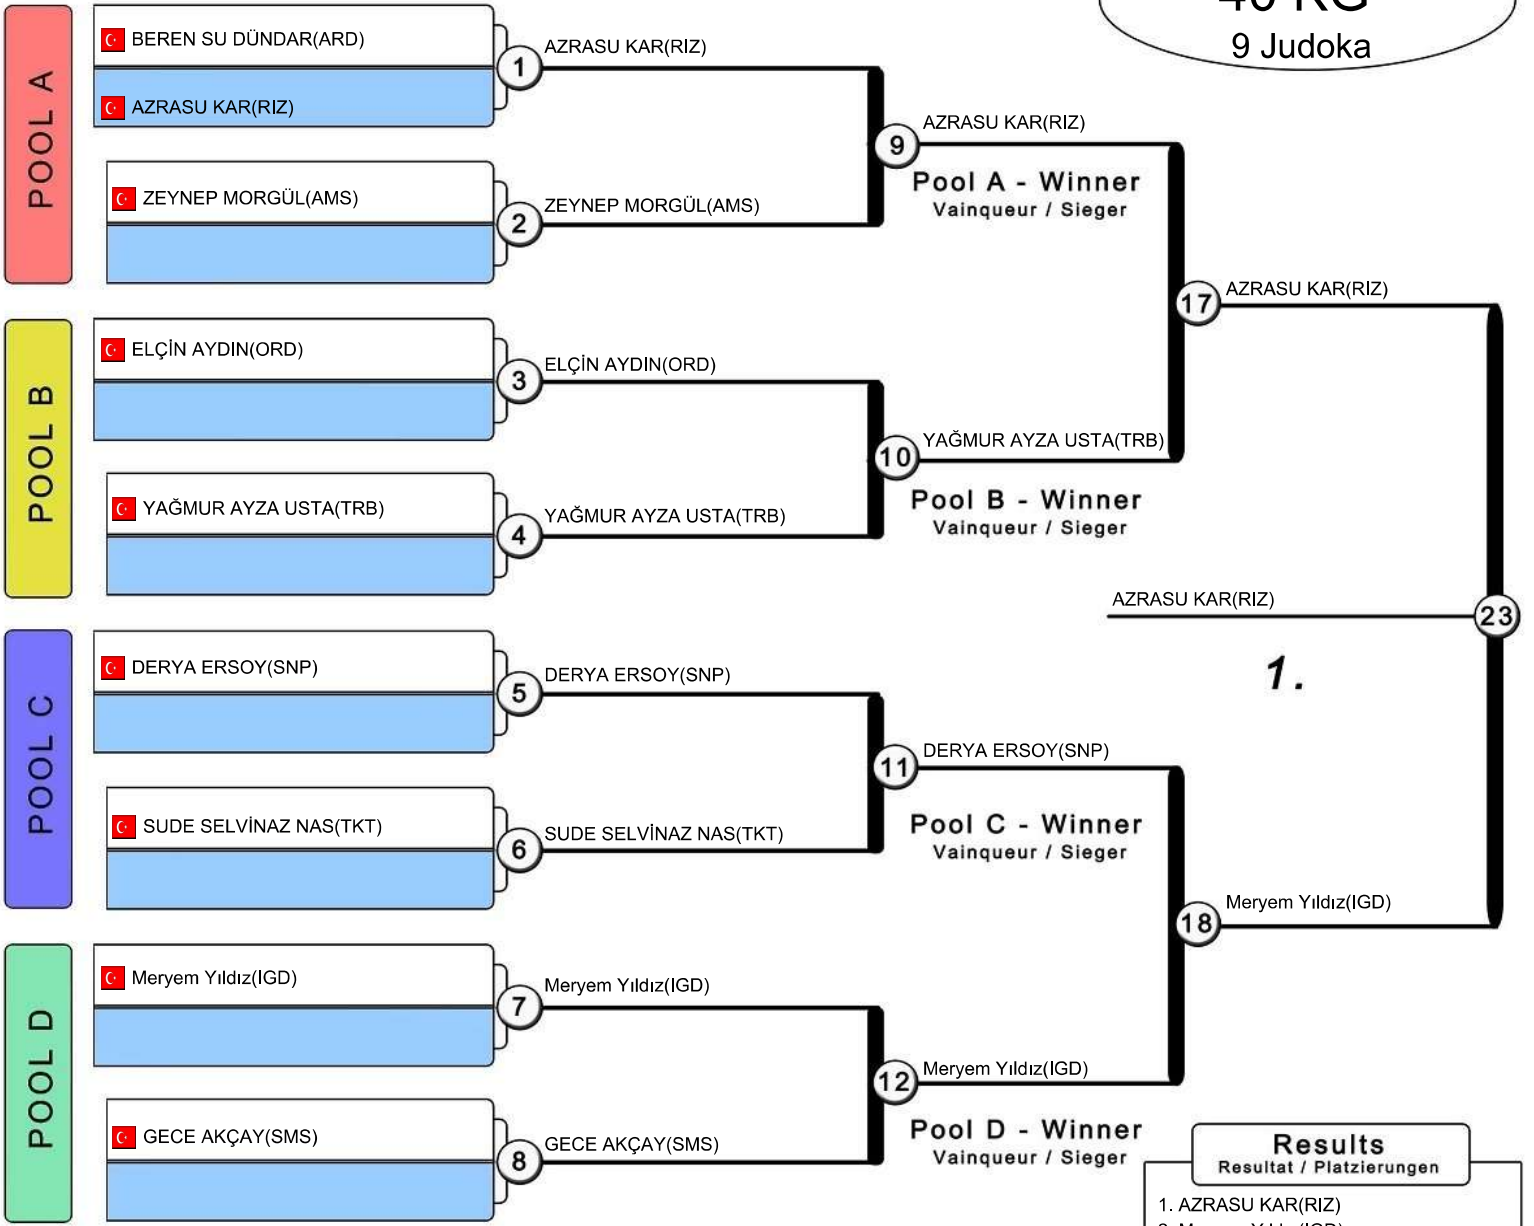 40 KG
9 Judoka
POOL A
BEREN SU DÜNDAR(ARD)
AZRASU KAR(RIZ)
1
AZRASU KAR(RIZ)
ZEYNEP MORGÜL(AMS)
2
ZEYNEP MORGÜL(AMS)
9
AZRASU KAR(RIZ)
Pool A - Winner
Vainqueur / Sieger
POOL B
ELÇİN AYDIN(ORD)
3
ELÇİN AYDIN(ORD)
YAĞMUR AYZA USTA(TRB)
4
YAĞMUR AYZA USTA(TRB)
10
YAĞMUR AYZA USTA(TRB)
Pool B - Winner
Vainqueur / Sieger
17
AZRASU KAR(RIZ)
POOL C
DERYA ERSOY(SNP)
5
DERYA ERSOY(SNP)
SUDE SELVİNAZ NAS(TKT)
6
SUDE SELVİNAZ NAS(TKT)
11
DERYA ERSOY(SNP)
Pool C - Winner
Vainqueur / Sieger
POOL D
Meryem Yıldız(IGD)
7
Meryem Yıldız(IGD)
GECE AKÇAY(SMS)
8
GECE AKÇAY(SMS)
12
Meryem Yıldız(IGD)
Pool D - Winner
Vainqueur / Sieger
18
Meryem Yıldız(IGD)
AZRASU KAR(RIZ)
23
1.
Results
Resultat / Platzierungen
1. AZRASU KAR(RIZ)